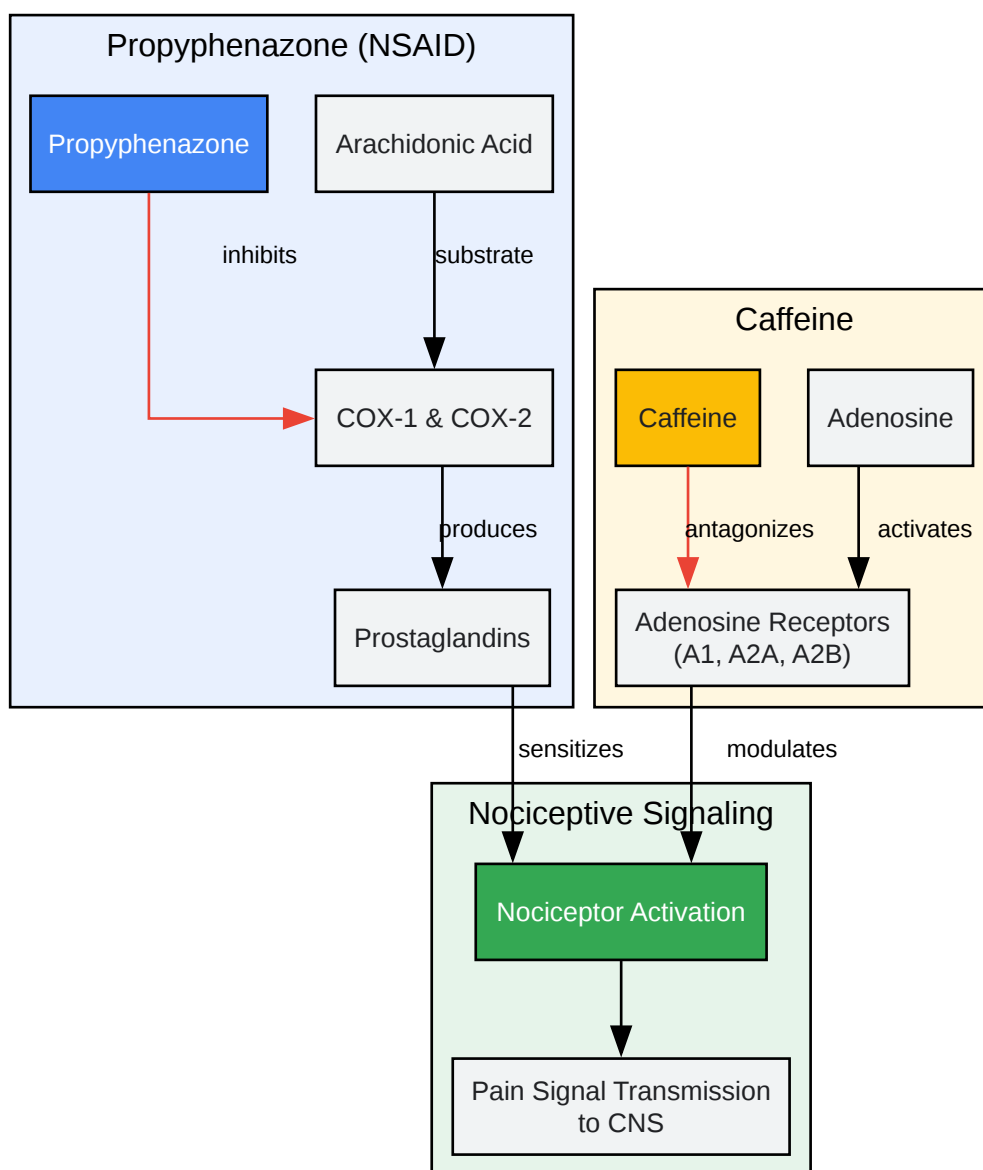 Propyphenazone (NSAID)
Propyphenazone
Arachidonic Acid
inhibits
substrate
COX-1 & COX-2
produces
Prostaglandins
Caffeine
Caffeine
Adenosine
antagonizes
activates
Adenosine Receptors
(A1, A2A, A2B)
sensitizes
modulates
Nociceptive Signaling
Nociceptor Activation
Pain Signal Transmission
to CNS